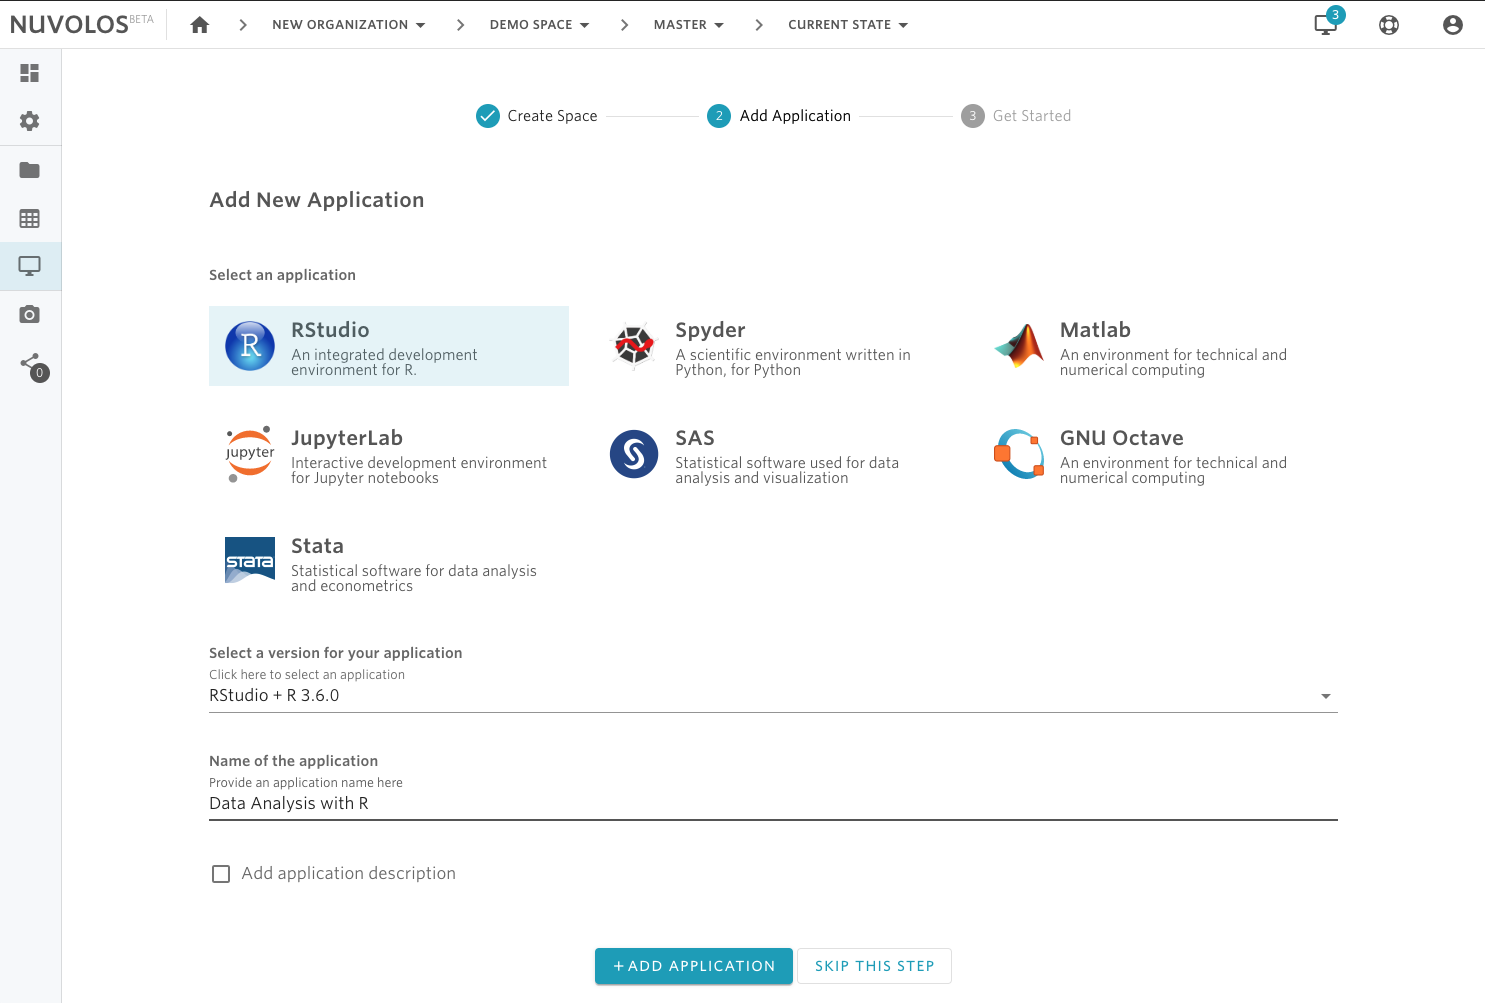 NUVOLOS BETA
NEW ORGANIZATION
DEMO SPACE
MASTER
CURRENT STATE
3
Create Space
2
Add Application
3
Get Started
0
Add New Application
Select an application
R
RStudio
An integrated development
environment for R.
Spyder
A scientific environment written in
Python, for Python
Matlab
An environment for technical and
numerical computing
jupyter
JupyterLab
Interactive development environment
for Jupyter notebooks
SAS
Statistical software used for data
analysis and visualization
GNU Octave
An environment for technical and
numerical computing
STATA
Stata
Statistical software for data analysis
and econometrics
Select a version for your application
Click here to select an application
RStudio + R 3.6.0
Name of the application
Provide an application name here
Data Analysis with R
Add application description
+ ADD APPLICATION
SKIP THIS STEP